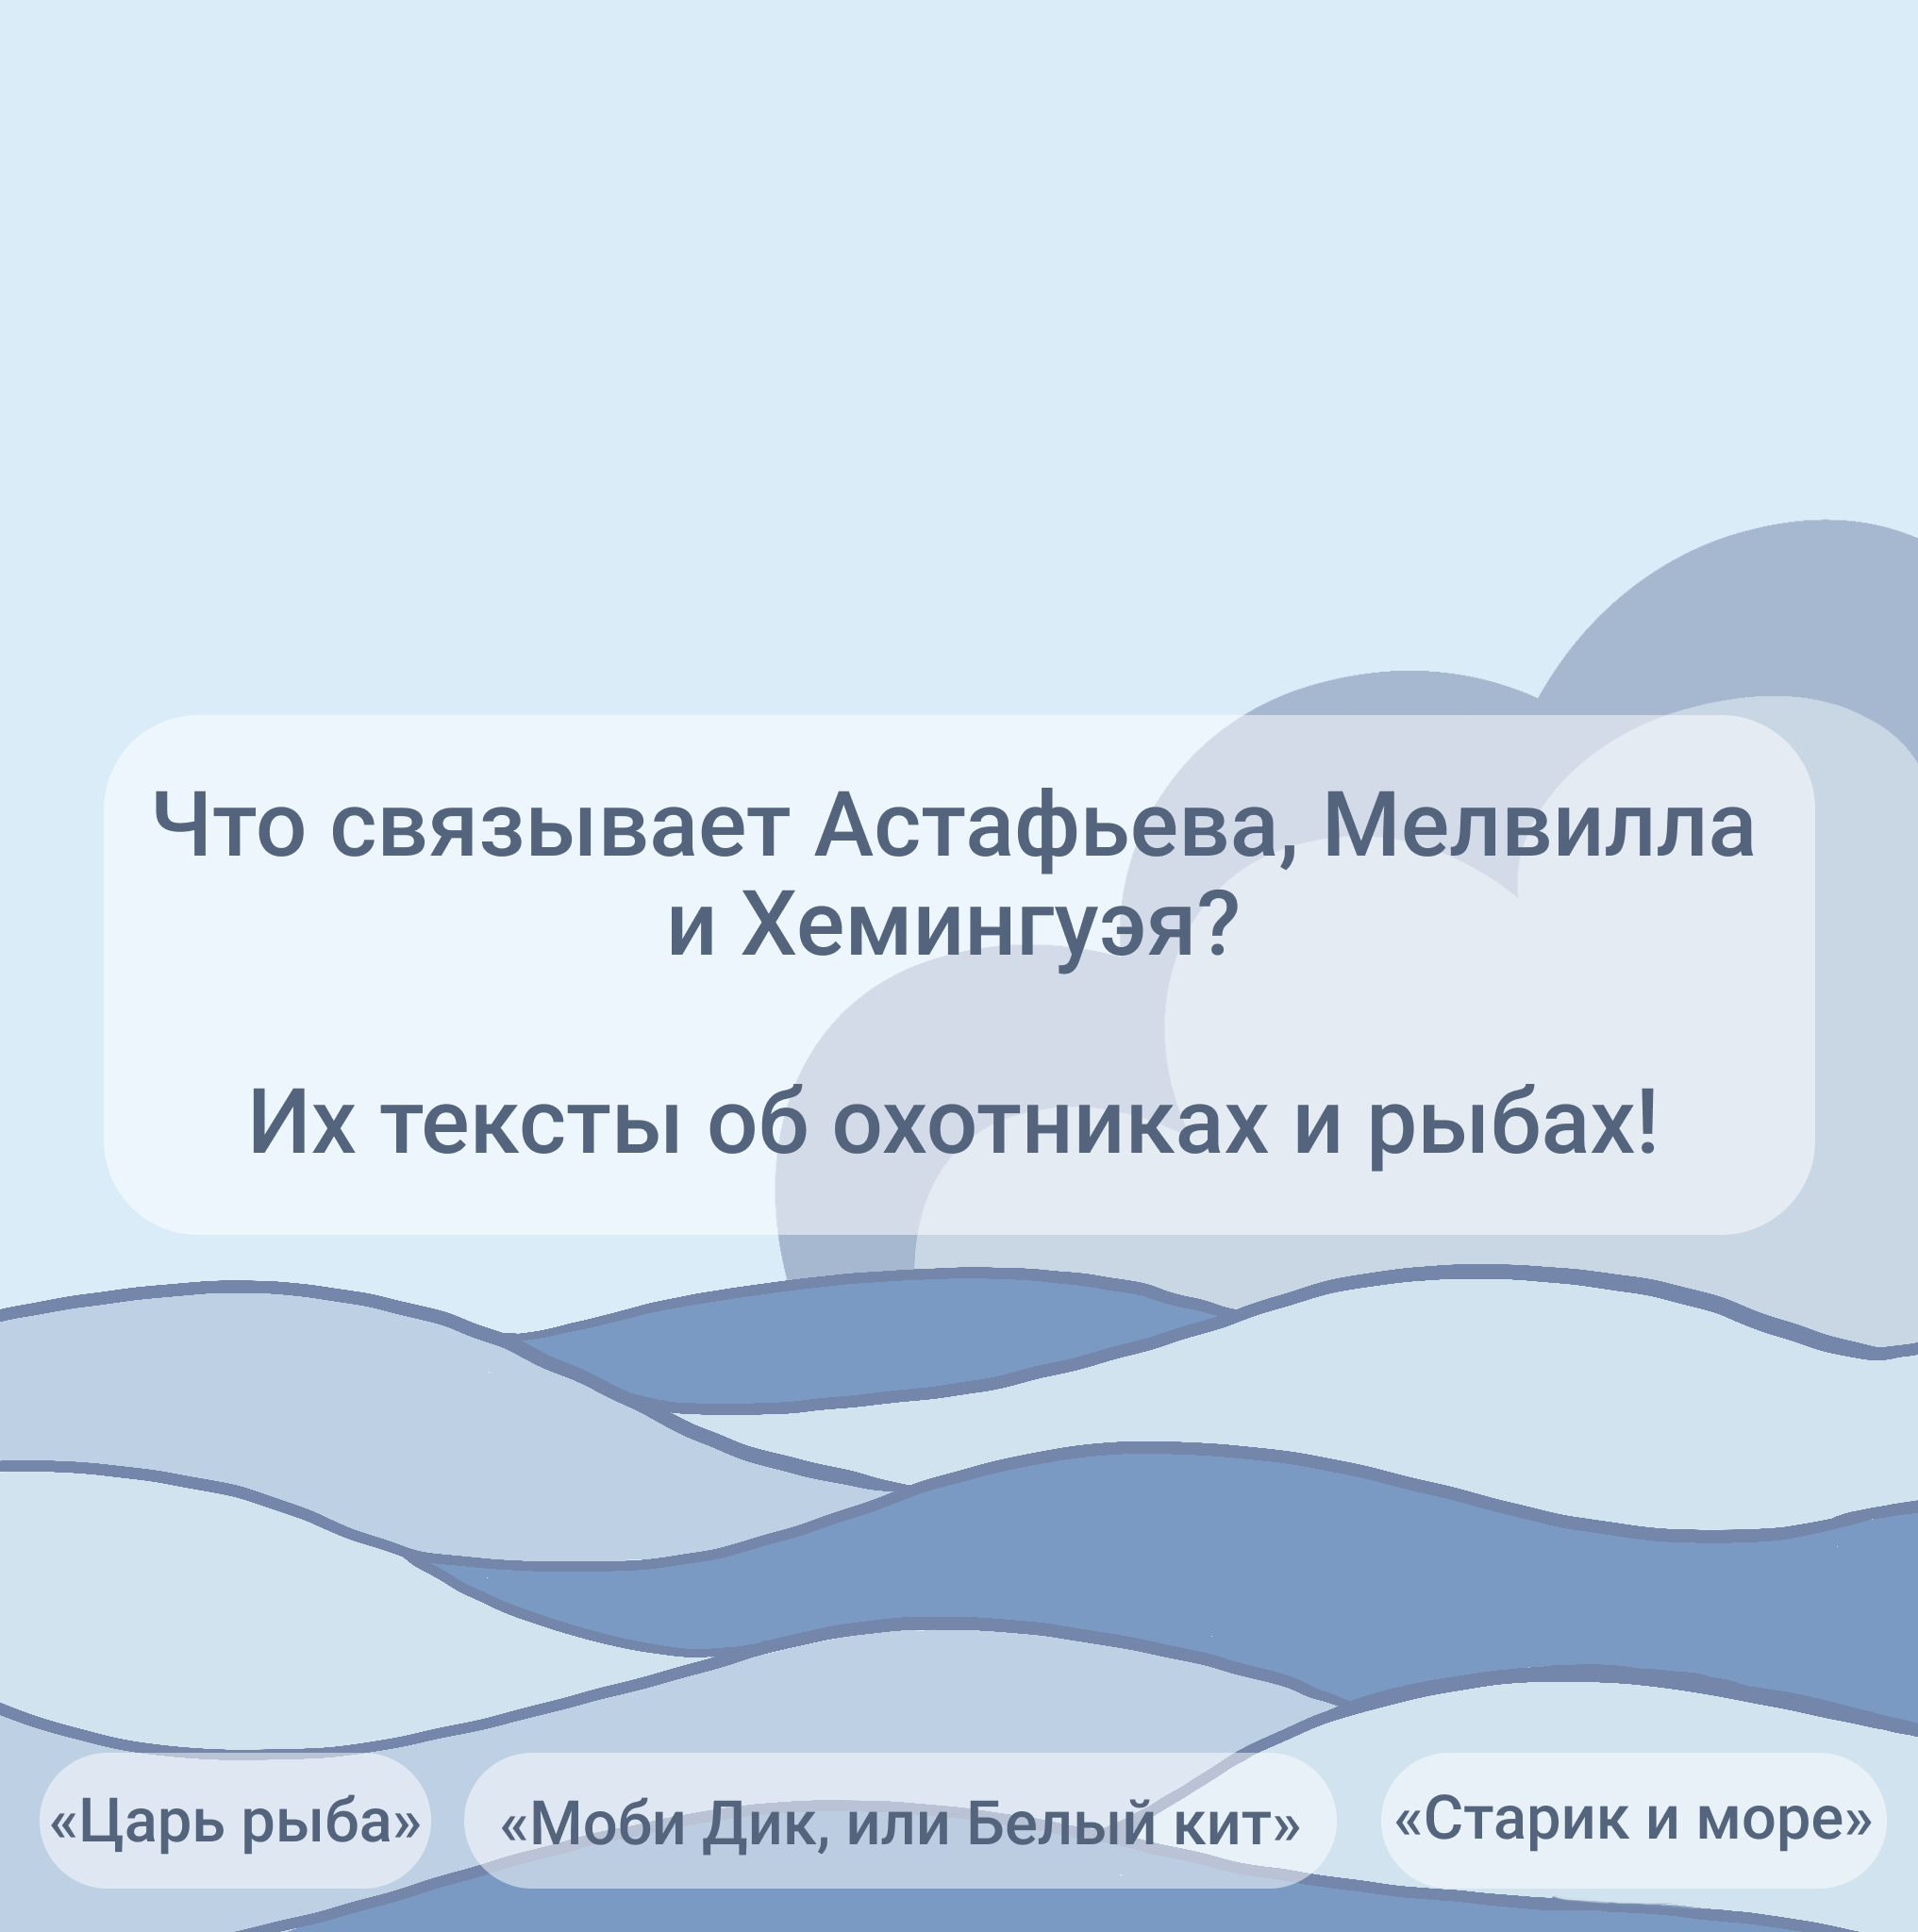 Что связывает Астафьева, Мелвилла
и Хемингуэя?
Их тексты об охотниках и рыбах!
«Царь рыба»
«Моби Дик, или Белый кит»
«Старик и море»